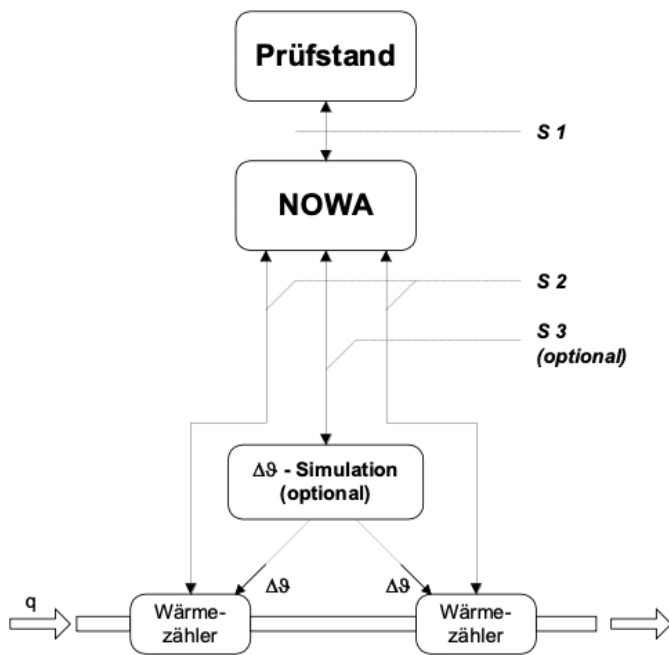 Prüfstand
S 1
NOWA
S 2
S 3
(optional)
Δϑ - Simulation
(optional)
Δϑ
Δϑ
q
Wärme-
zähler
Wärme-
zähler